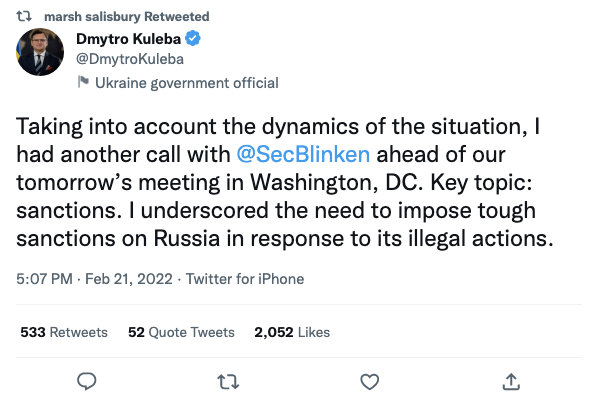 marsh salisbury Retweeted
Dmytro Kuleba
@DmytroKuleba
Ukraine government official
Taking into account the dynamics of the situation, I
had another call with @SecBlinken ahead of our
tomorrow’s meeting in Washington, DC. Key topic:
sanctions. I underscored the need to impose tough
sanctions on Russia in response to its illegal actions.
5:07 PM · Feb 21, 2022 · Twitter for iPhone
533 Retweets 52 Quote Tweets 2,052 Likes